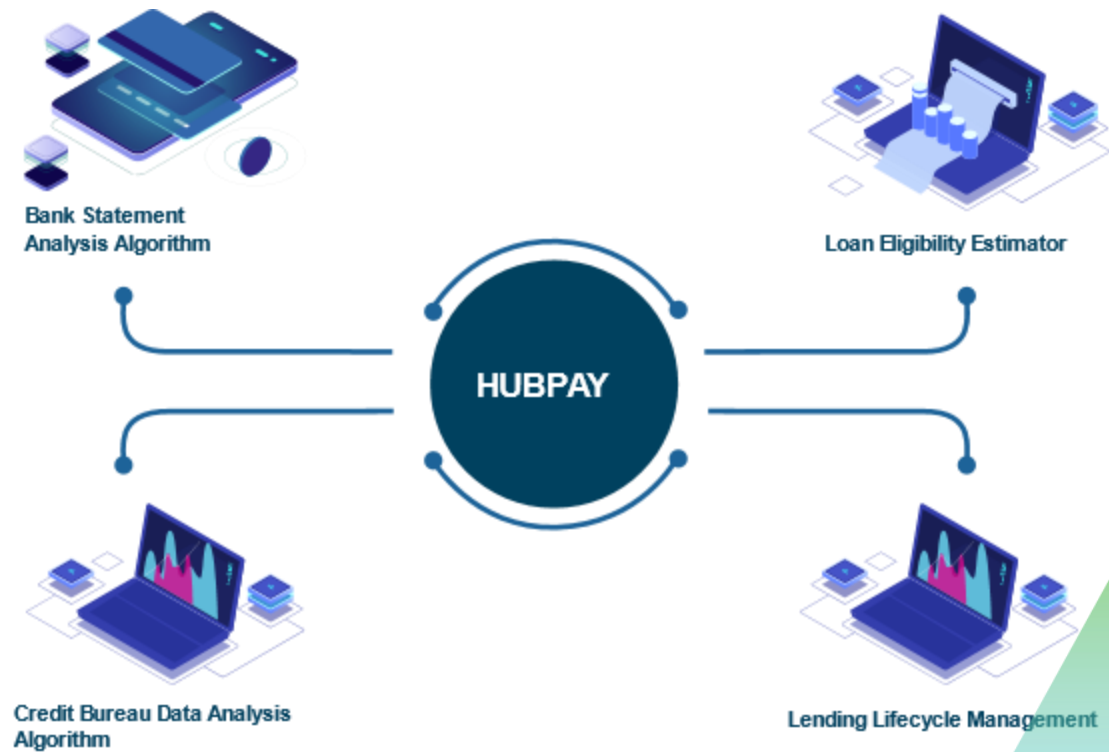 Bank Statement
Analysis Algorithm
Loan Eligibility Estimator
HUBPAY
Credit Bureau Data Analysis
Algorithm
Lending Lifecycle Management